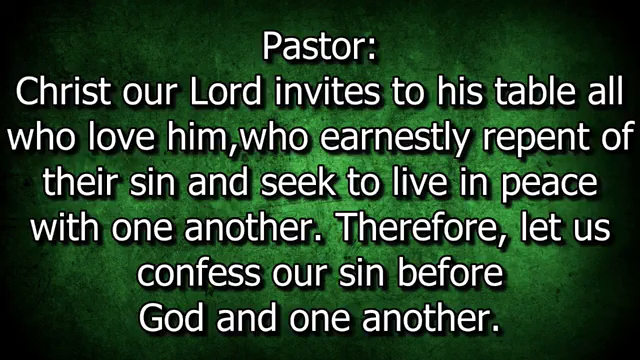 Pastor:
Christ our Lord invites to his table all
who love him,who earnestly repent of
their sin and seek to live in peace
with one another. Therefore, let us
confess our sin before
God and one another.